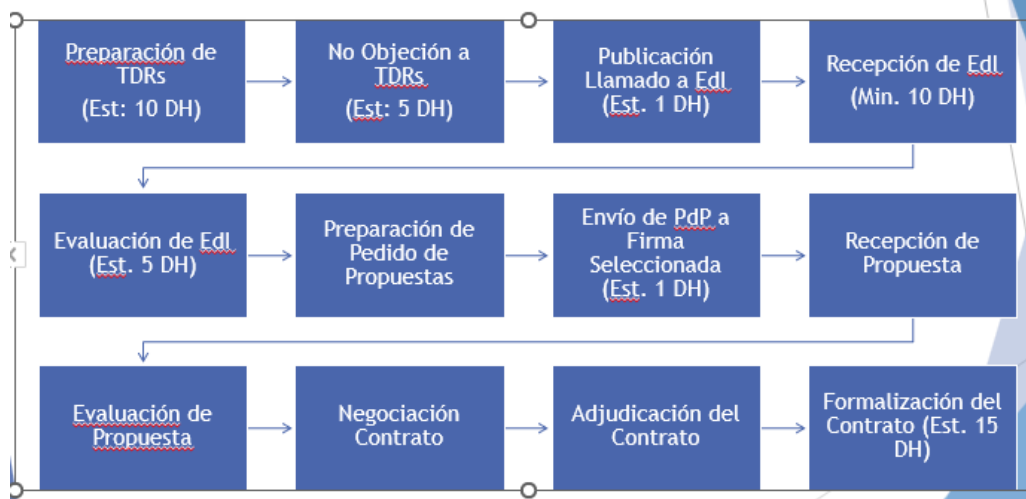 Preparación de
TDRs
(Est: 10 DH)
No Objeción a
TDRs
(Est: 5 DH)
Publicación
Llamado a EdI
(Est. 1 DH)
Recepción de EdI
(Min. 10 DH)
Evaluación de EdI
(Est. 5 DH)
Preparación de
Pedido de
Propuestas
Envío de PdP a
Firma
Seleccionada
(Est. 1 DH)
Recepción de
Propuesta
Evaluación de
Propuesta
Negociación
Contrato
Adjudicación del
Contrato
Formalización del
Contrato (Est. 15
DH)